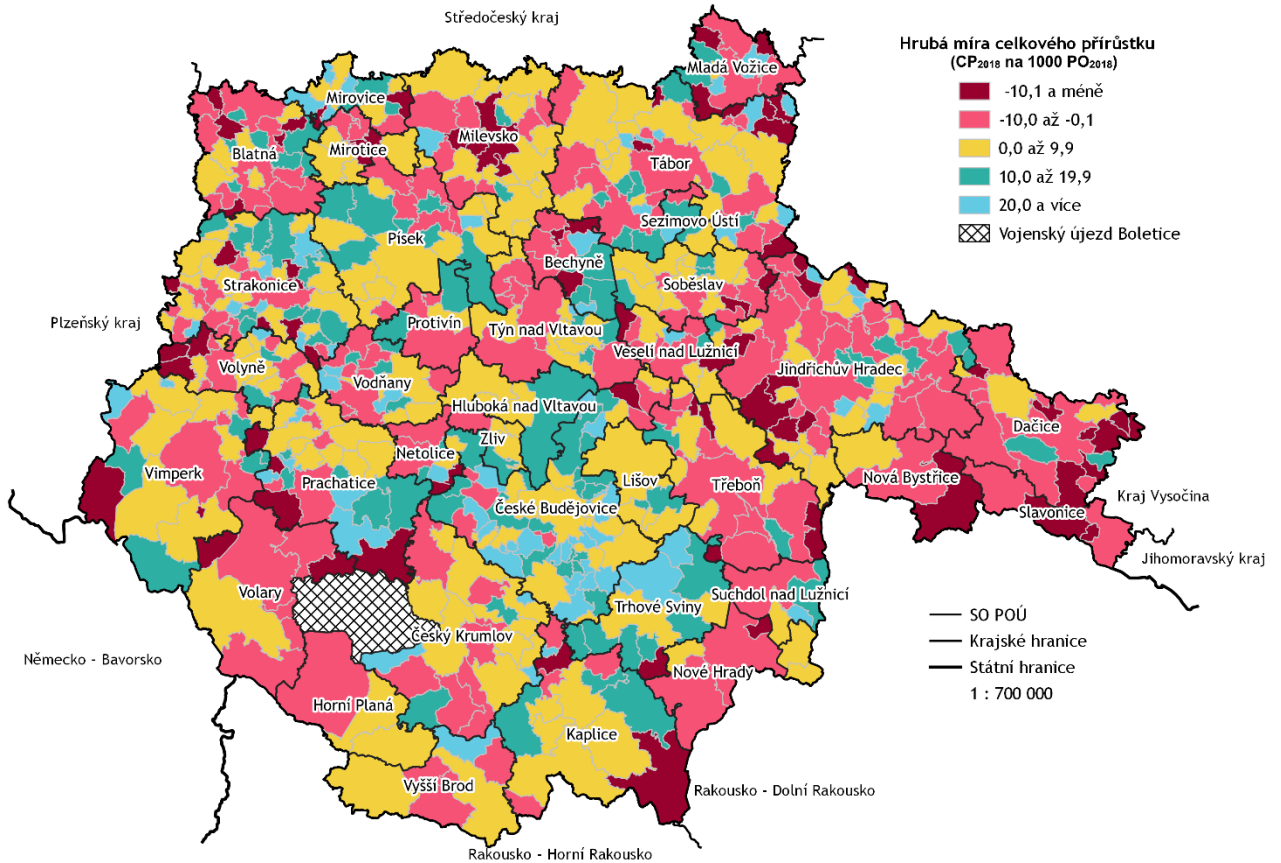 Středočeský kraj
Hrubá míra celkového přírůstku
(CP2018 na 1000 PO2018)
-10,1 a méně
-10,0 až -0,1
0,0 až 9,9
10,0 až 19,9
20,0 a více
Vojenský újezd Boletice
Mladá Vožice
Mirovice
Milevsko
Blatná
Mirotice
Tábor
Sezimovo Ústí
Písek
Bechyně
Strakonice
Soběslav
Plzeňský kraj
Protivín
Týn nad Vltavou
Veselí nad Lužnicí
Volyně
Vodňany
Jindřichův Hradec
Hluboká nad Vltavou
Dačice
Zliv
Netolice
Vimperk
Prachatice
Lišov
Třeboň
Nová Bystřice
České Budějovice
Kraj Vysočina
Slavonice
Jihomoravský kraj
Volary
Trhové Sviny
Suchdol nad Lužnicí
SO POÚ
Český Krumlov
Krajské hranice
Německo - Bavorsko
Nové Hrady
Státní hranice
1 : 700 000
Horní Planá
Kaplice
Vyšší Brod
Rakousko - Dolní Rakousko
Rakousko - Horní Rakousko